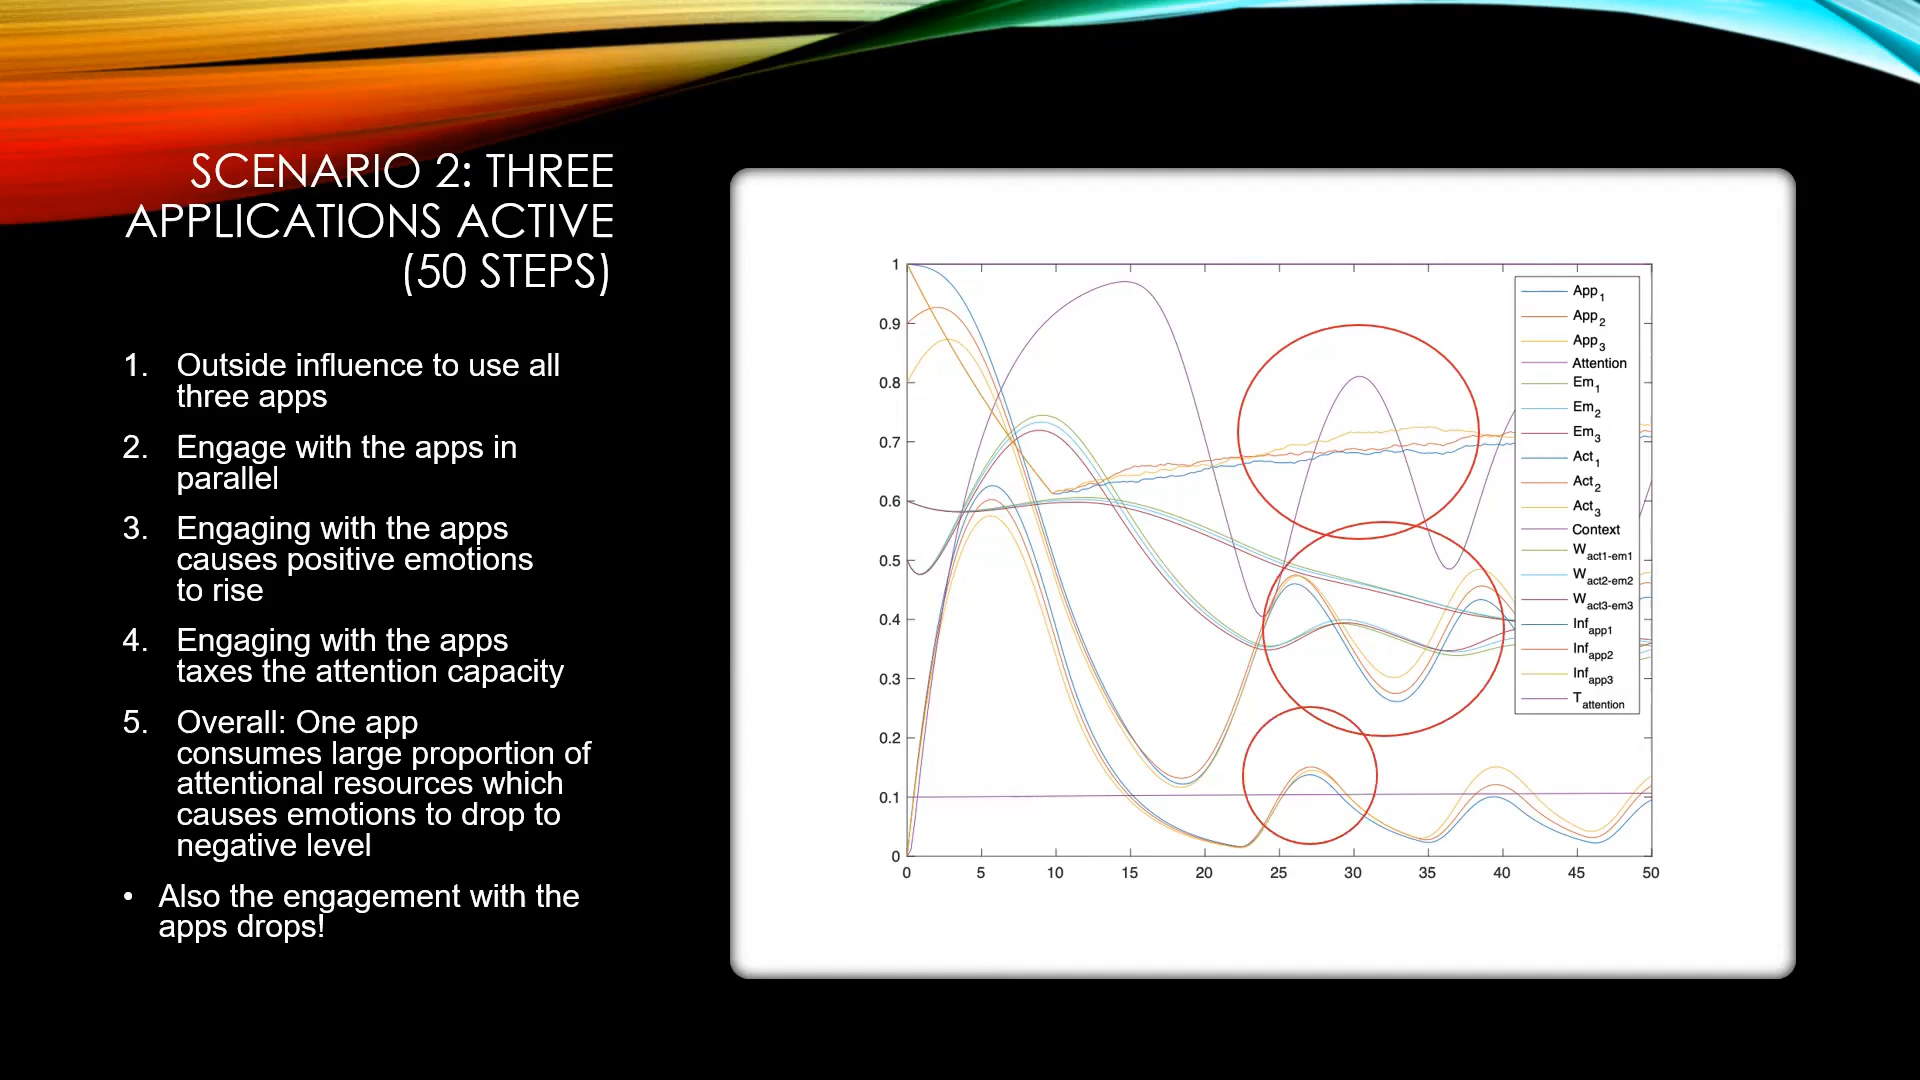 SCENARIO 2: THREE
APPLICATIONS ACTIVE
(50 STEPS)
1. Outside influence to use all
three apps
2. Engage with the apps in
parallel
3. Engaging with the apps
causes positive emotions
to rise
4. Engaging with the apps
taxes the attention capacity
5. Overall: One app
consumes large proportion of
attentional resources which
causes emotions to drop to
negative level
• Also the engagement with the
apps drops!
1
0.9
0.8
0.7
0.6
0.5
0.4
0.3
0.2
0.1
0
0 5 10 15 20 25 30 35 40 45 50
App1
App2
App3
Attention
Em1
Em2
Em3
Act1
Act2
Act3
Context
Wact1-em1
Wact2-em2
Wact3-em3
Infapp1
Infapp2
Infapp3
Tattention